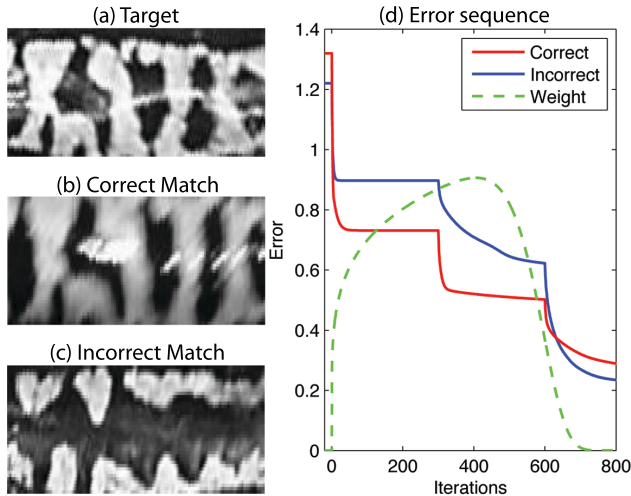 (a) Target
(b) Correct Match
(c) Incorrect Match
(d) Error sequence
Correct
Incorrect
Weight
1.4
1.2
1
0.8
0.6
0.4
0.2
0
Error
0 200 400 600 800
Iterations